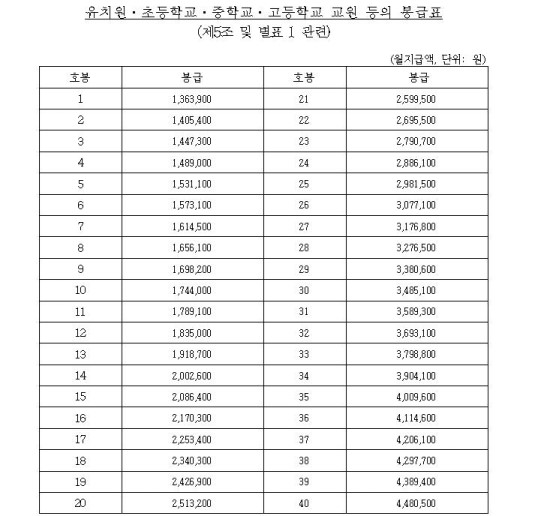 유치원·초등학교·중학교·고등학교 교원 등의 봉급표
(제5조 및 별표 1 관련)
(월지급액, 단위: 원)
호봉 봉급 호봉 봉급
1 1,363,900 21 2,599,500
2 1,405,400 22 2,695,500
3 1,447,300 23 2,790,700
4 1,489,000 24 2,886,100
5 1,531,100 25 2,981,500
6 1,573,100 26 3,077,100
7 1,614,500 27 3,176,800
8 1,656,100 28 3,276,500
9 1,698,200 29 3,380,600
10 1,744,000 30 3,485,100
11 1,789,100 31 3,589,300
12 1,835,000 32 3,693,100
13 1,918,700 33 3,798,800
14 2,002,600 34 3,904,100
15 2,086,400 35 4,009,600
16 2,170,300 36 4,114,600
17 2,253,400 37 4,206,100
18 2,340,300 38 4,297,700
19 2,426,900 39 4,389,400
20 2,513,200 40 4,480,500